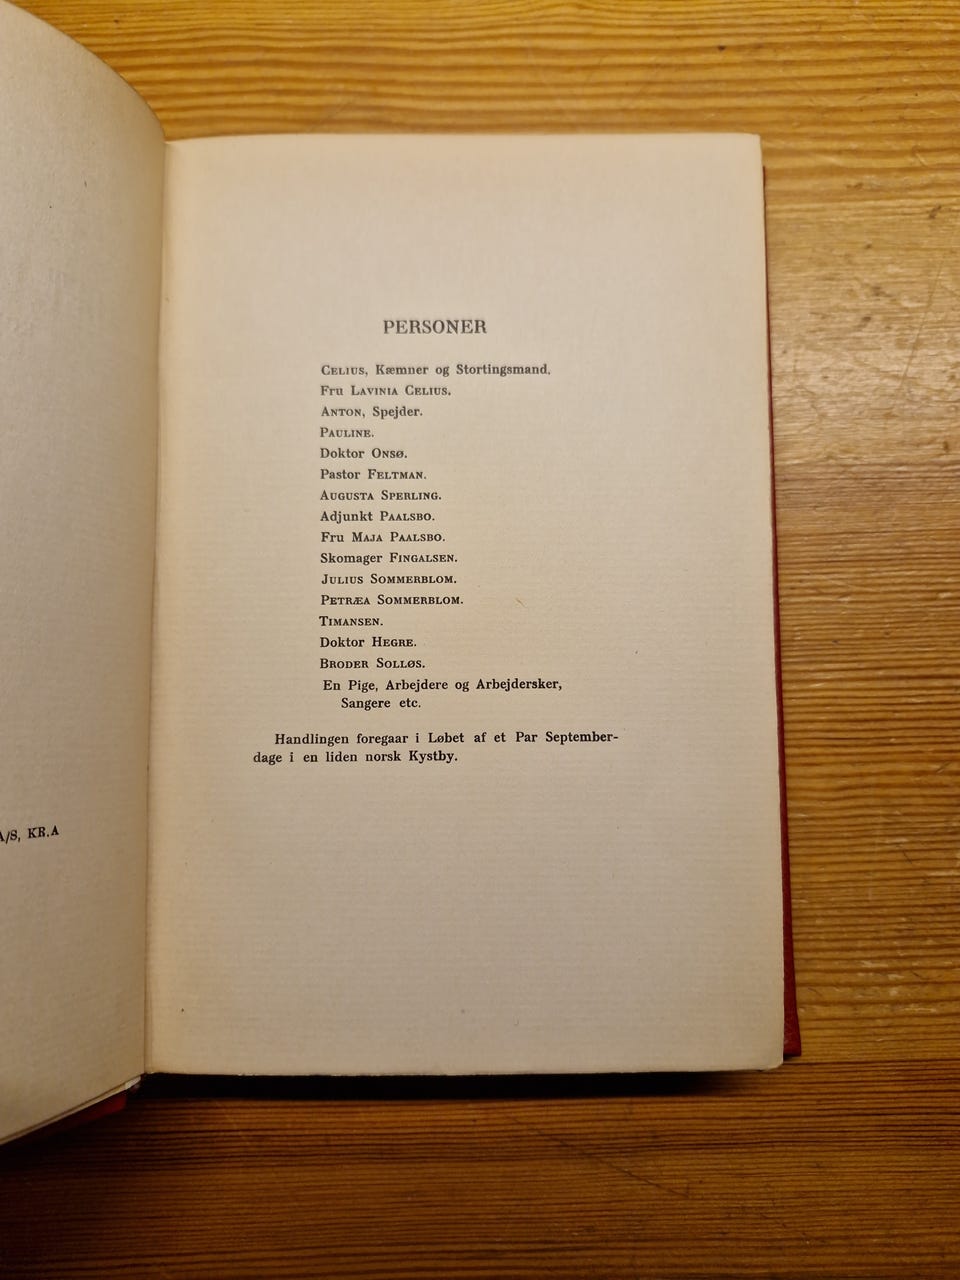 A/S, KR.A
PERSONER
CELIUS, Kæmner og Stortingsmand.
Fru LAVINIA CELIUS.
ANTON, Spejder.
PAULINE.
Doktor ONSØ.
Pastor FELTMAN.
AUGUSTA SPERLING.
Adjunkt PAALSBO.
Fru MAJA PAALSBO.
Skomager FINGALSEN.
JULIUS SOMMERBLOM.
PETRÆA SOMMERBLOM.
TIMANSEN.
Doktor HEGRE.
BRODER SOLLØS.
En Pige, Arbejdere og Arbejdersker,
Sangere etc.
Handlingen foregaar i Løbet af et Par September-
dage i en liden norsk Kystby.